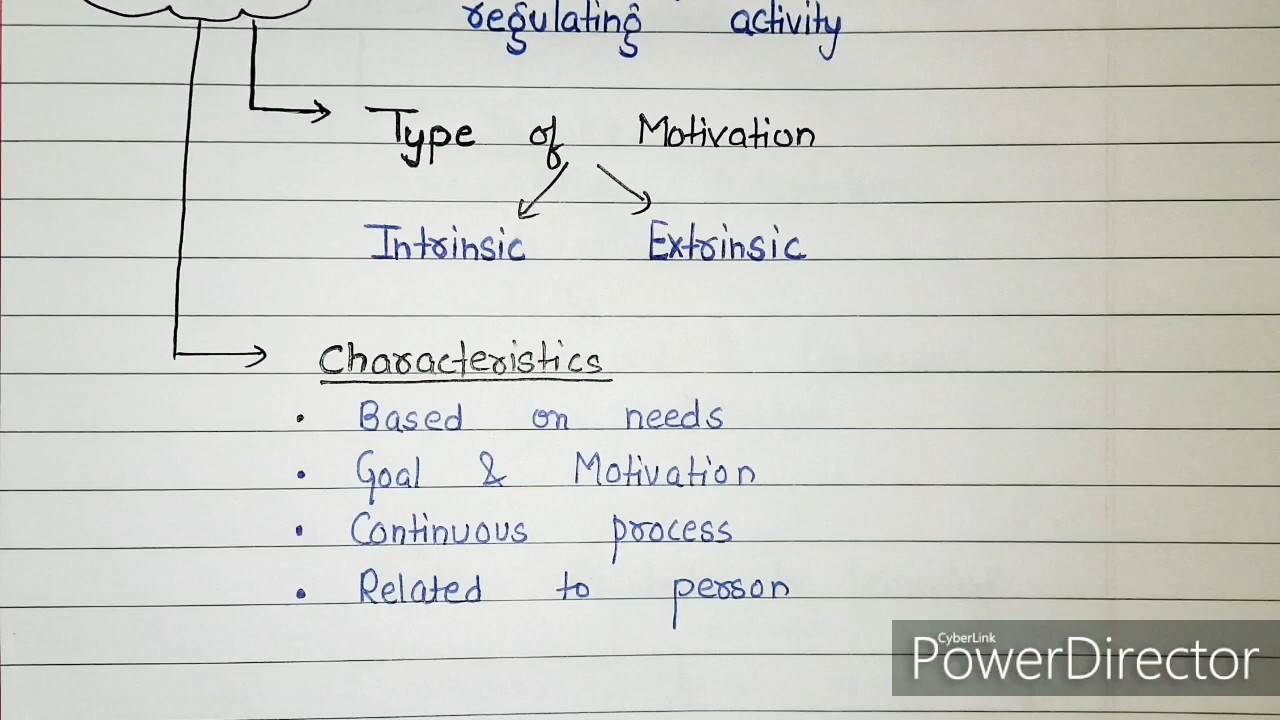 regulating activity
Type of Motivation
Intrinsic Extrinsic
Characteristics
• Based on needs
• Goal & Motivation
• Continuous process
• Related to person
CyberLink
PowerDirector